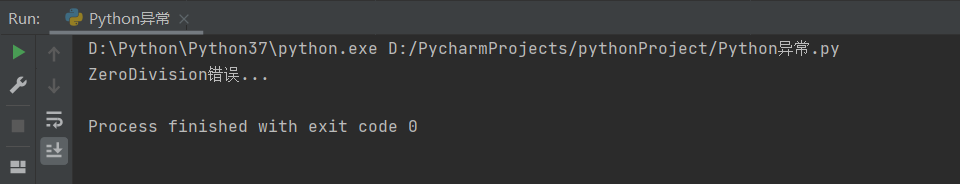 Run: Python异常
D:\Python\Python37\python.exe D:/PycharmProjects/pythonProject/Python异常.py
ZeroDivision错误...
Process finished with exit code 0